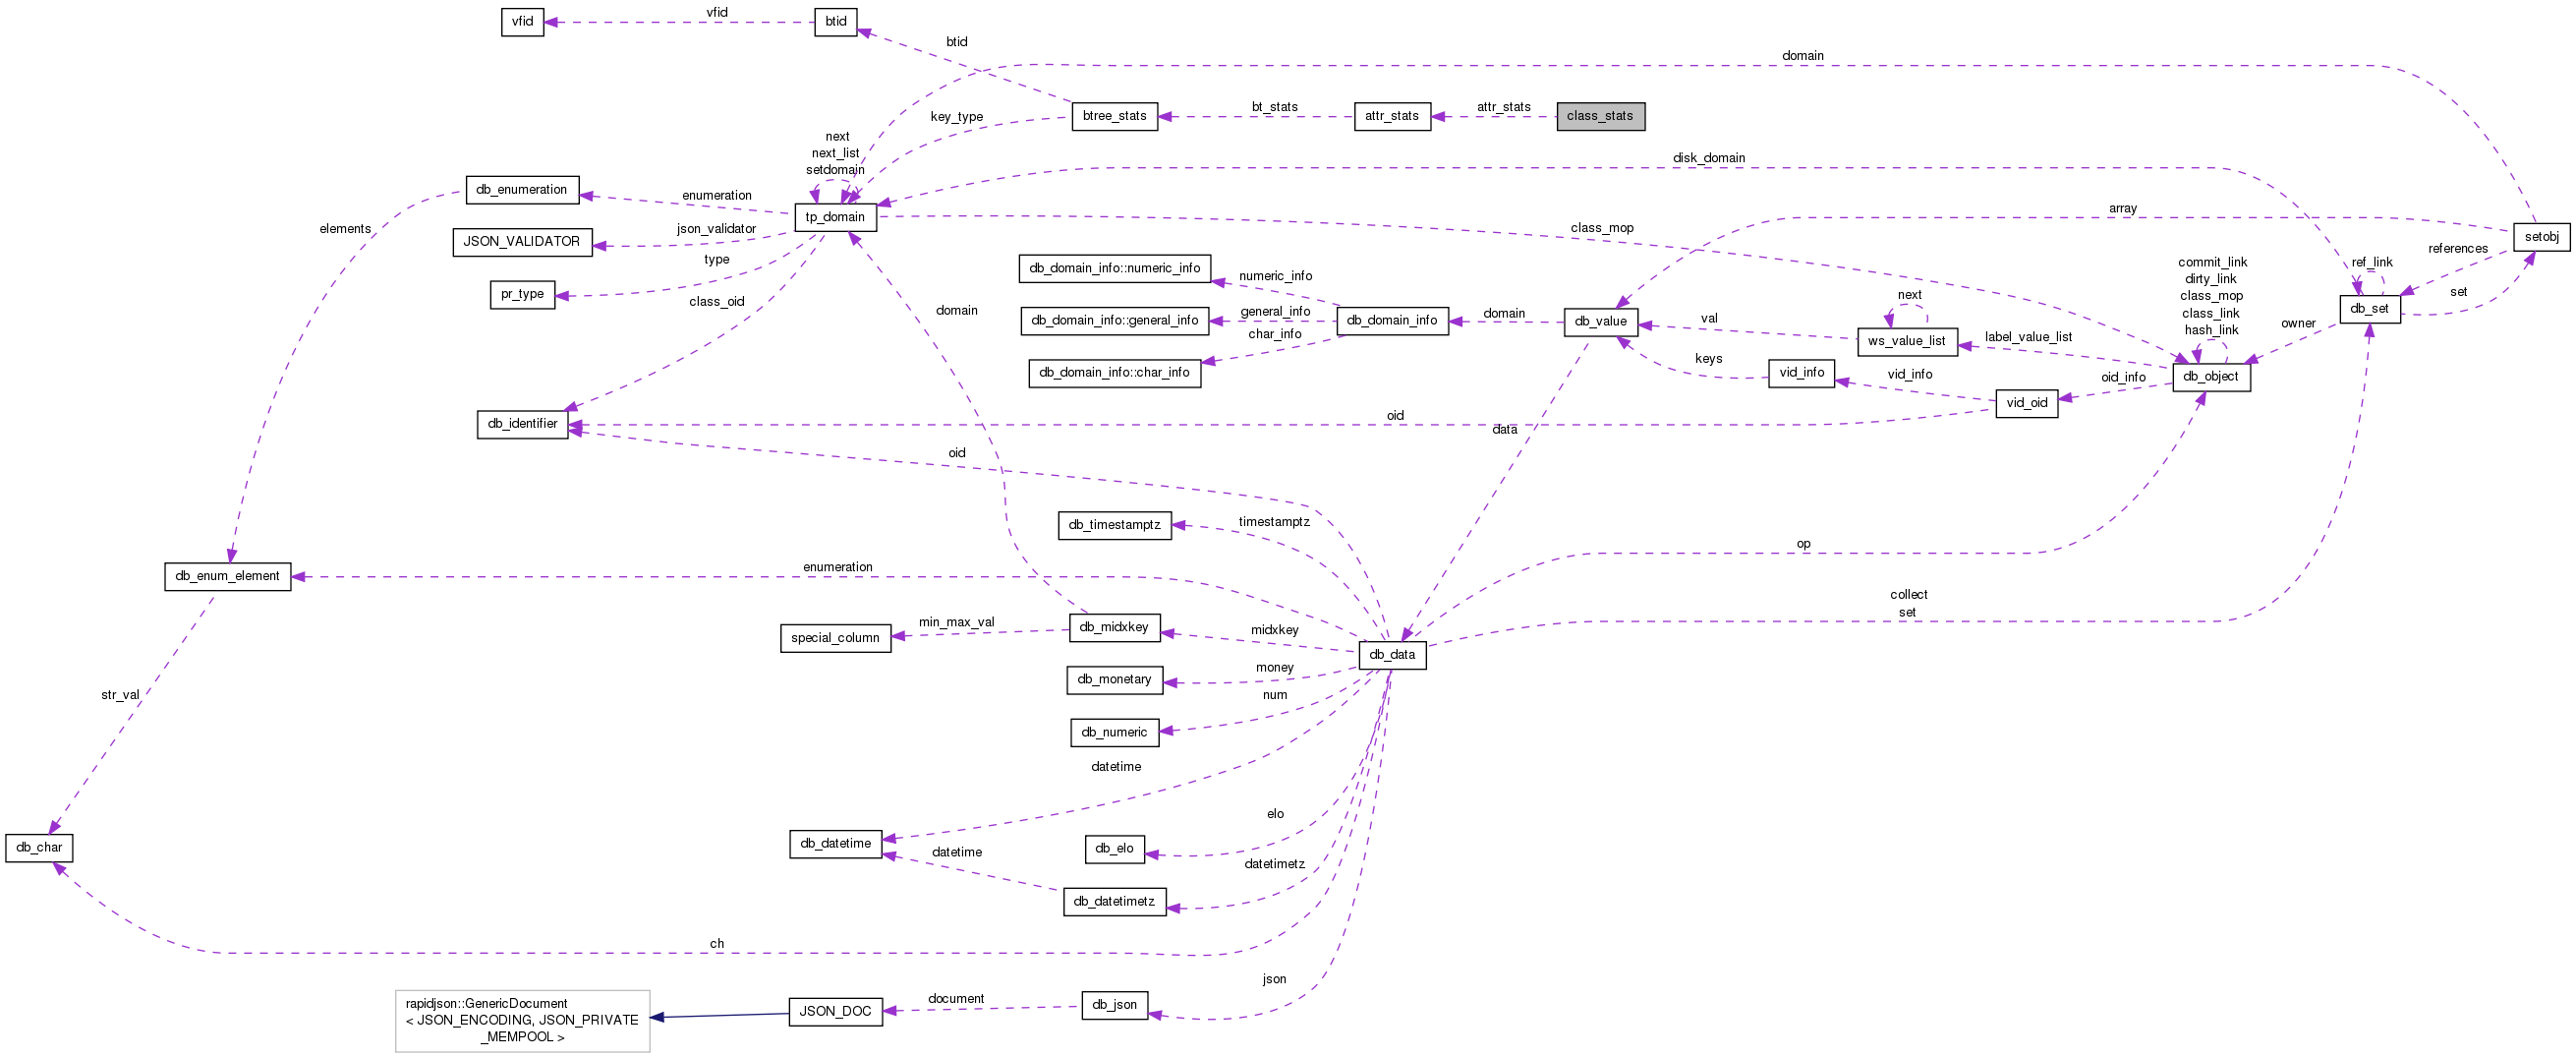 vfid
vfid
btid
btid
domain
key_type
btree_stats
bt_stats
attr_stats
attr_stats
class_stats
next
next_list
setdomain
disk_domain
db_enumeration
enumeration
tp_domain
elements
JSON_VALIDATOR
json_validator
type
pr_type
class_oid
class_mop
array
setobj
references
set
ref_link
db_set
owner
commit_link
dirty_link
class_mop
class_link
hash_link
db_object
db_domain_info::numeric_info
numeric_info
db_domain_info::general_info
general_info
db_domain_info::char_info
char_info
db_domain_info
domain
db_value
val
next
ws_value_list
label_value_list
keys
vid_info
vid_info
vid_oid
oid_info
domain
db_identifier
oid
data
oid
db_timestamptz
timestamptz
op
db_enum_element
enumeration
collect
set
special_column
min_max_val
db_midxkey
midxkey
db_data
db_monetary
money
str_val
num
db_numeric
datetime
elo
db_char
db_datetime
db_elo
datetime
datetimetz
db_datetimetz
ch
json
rapidjson::GenericDocument
< JSON_ENCODING, JSON_PRIVATE
_MEMPOOL >
JSON_DOC
document
db_json